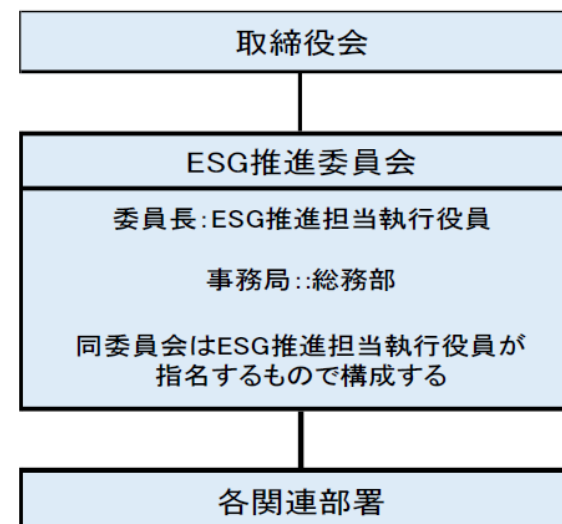 取締役会
ESG推進委員会
委員長:ESG推進担当執行役員
事務局::総務部
同委員会はESG推進担当執行役員が
指名するもので構成する
各関連部署